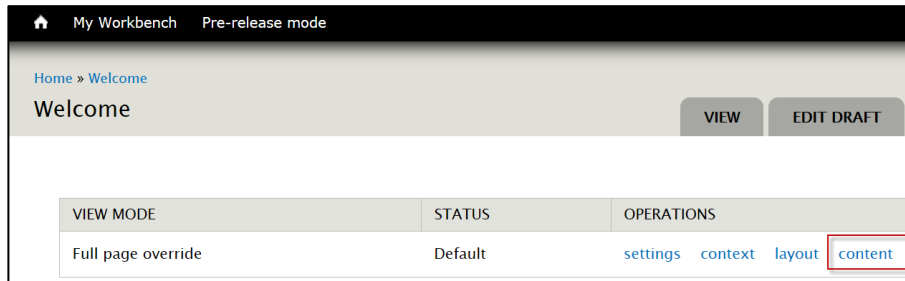 My Workbench Pre-release mode
Home » Welcome
Welcome
VIEW EDIT DRAFT
VIEW MODE STATUS OPERATIONS
Full page override Default settings context layout content